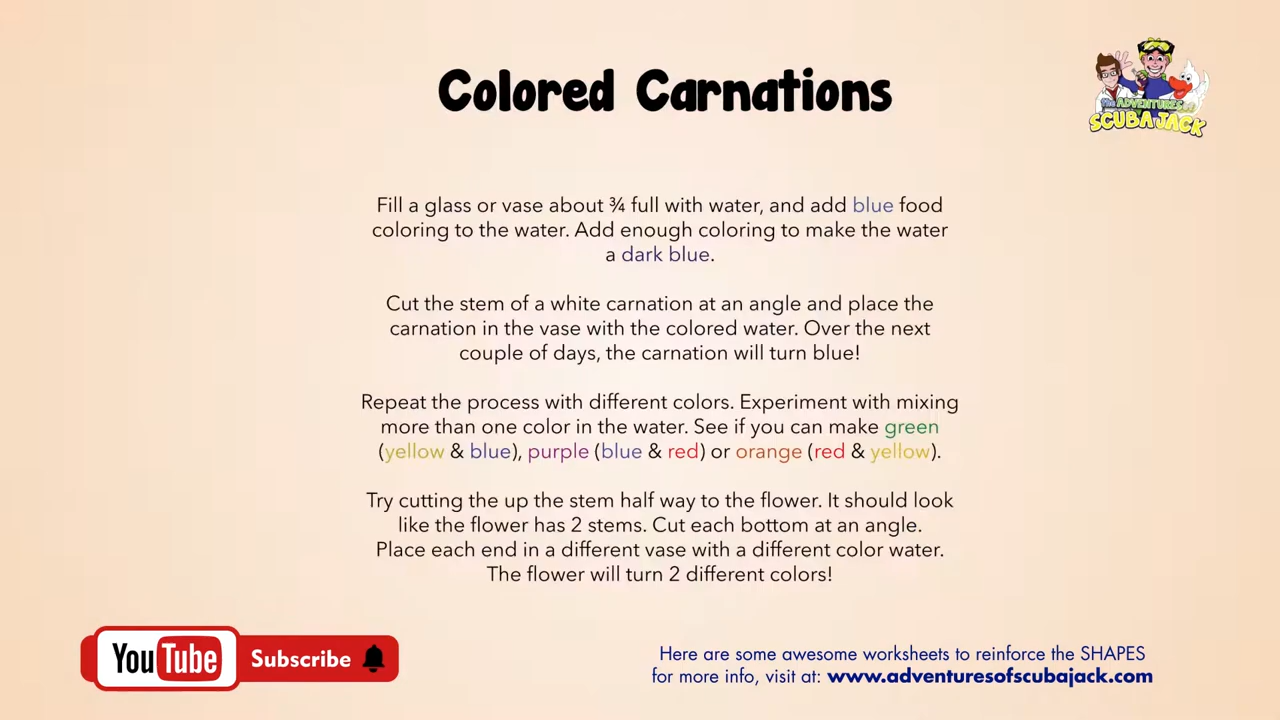 Colored Carnations
The ADVENTURES of
SCUBA JACK
Fill a glass or vase about ¾ full with water, and add blue food
coloring to the water. Add enough coloring to make the water
a dark blue.
Cut the stem of a white carnation at an angle and place the
carnation in the vase with the colored water. Over the next
couple of days, the carnation will turn blue!
Repeat the process with different colors. Experiment with mixing
more than one color in the water. See if you can make green
(yellow & blue), purple (blue & red) or orange (red & yellow).
Try cutting the up the stem half way to the flower. It should look
like the flower has 2 stems. Cut each bottom at an angle.
Place each end in a different vase with a different color water.
The flower will turn 2 different colors!
YouTube Subscribe
Here are some awesome worksheets to reinforce the SHAPES
for more info, visit at: www.adventuresofscubajack.com